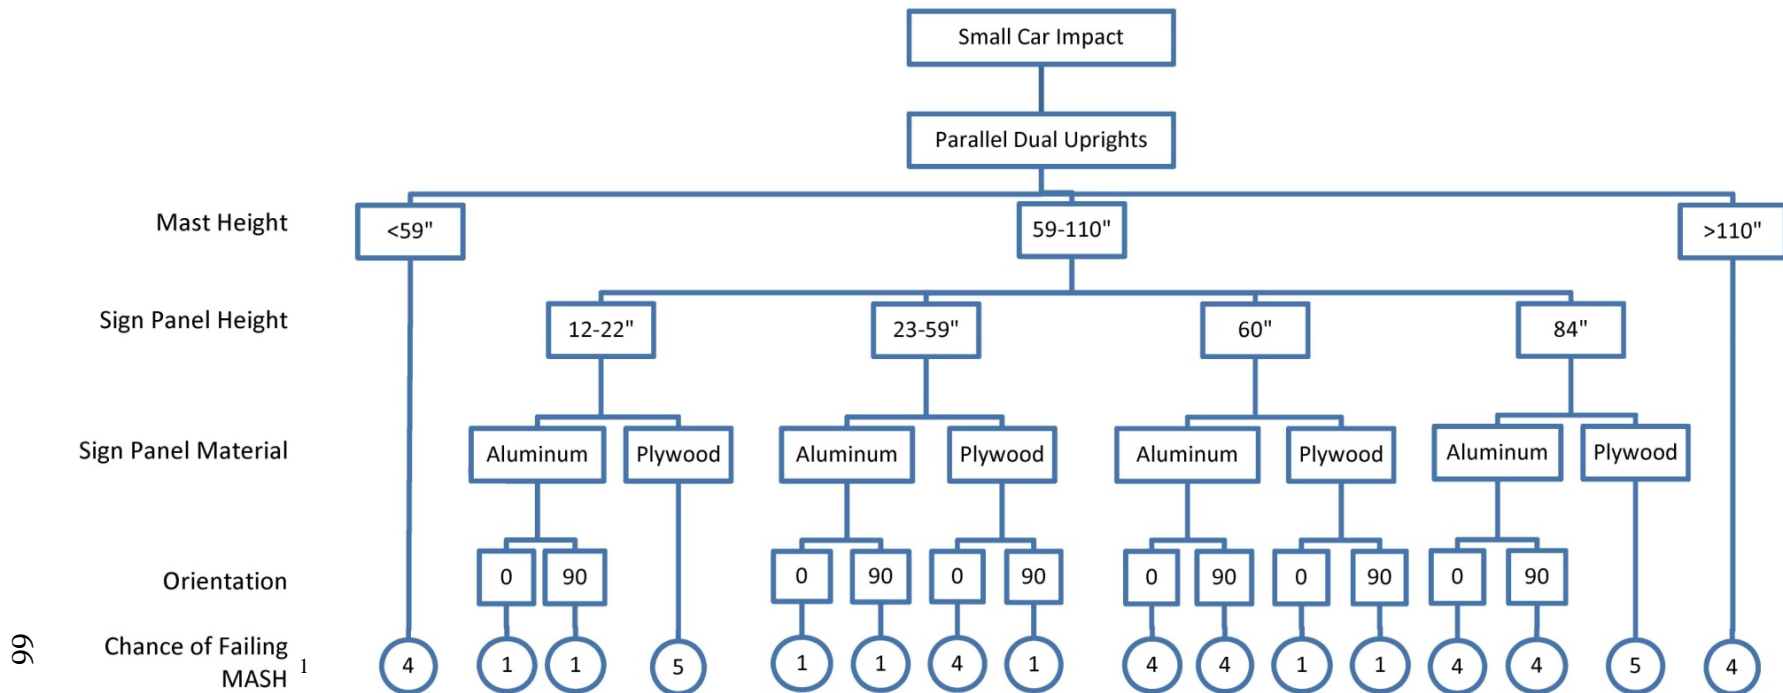 Small Car Impact
Parallel Dual Uprights
Mast Height <59" 59-110" >110"
Sign Panel Height 12-22" 23-59" 60" 84"
Sign Panel Material Aluminum Plywood Aluminum Plywood Aluminum Plywood Aluminum Plywood
Orientation 0 90 0 90 0 90 0 90 0 90 0 90
Chance of Failing
MASH 1 4 1 1 5 1 1 4 1 4 4 1 1 4 4 5 4
66